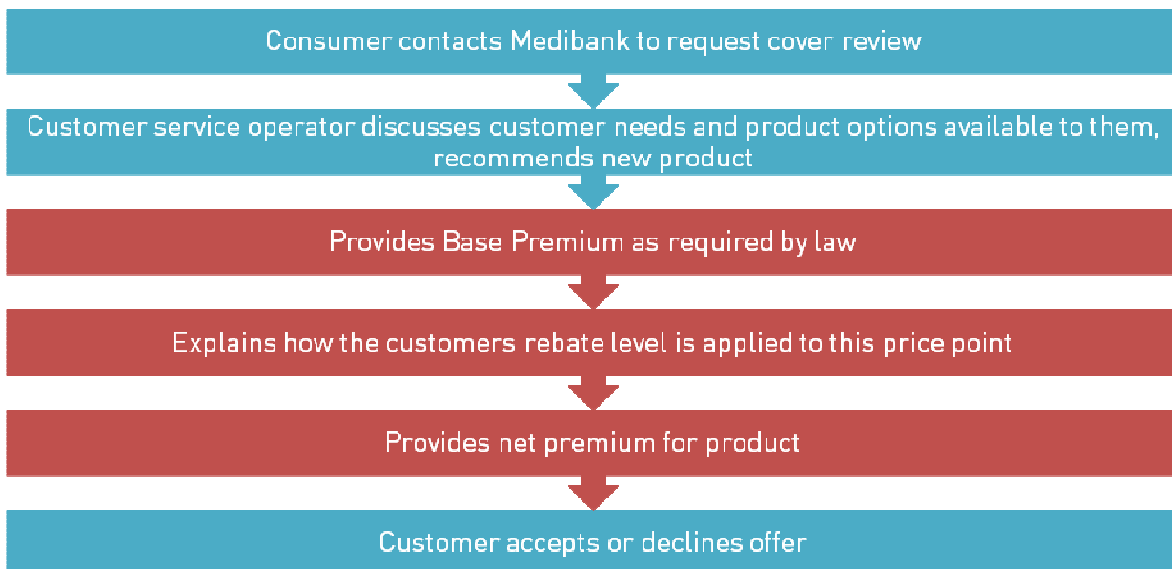 Consumer contacts Medibank to request cover review
Customer service operator discusses customer needs and product options available to them,
recommends new product
Provides Base Premium as required by law
Explains how the customers rebate level is applied to this price point
Provides net premium for product
Customer accepts or declines offer